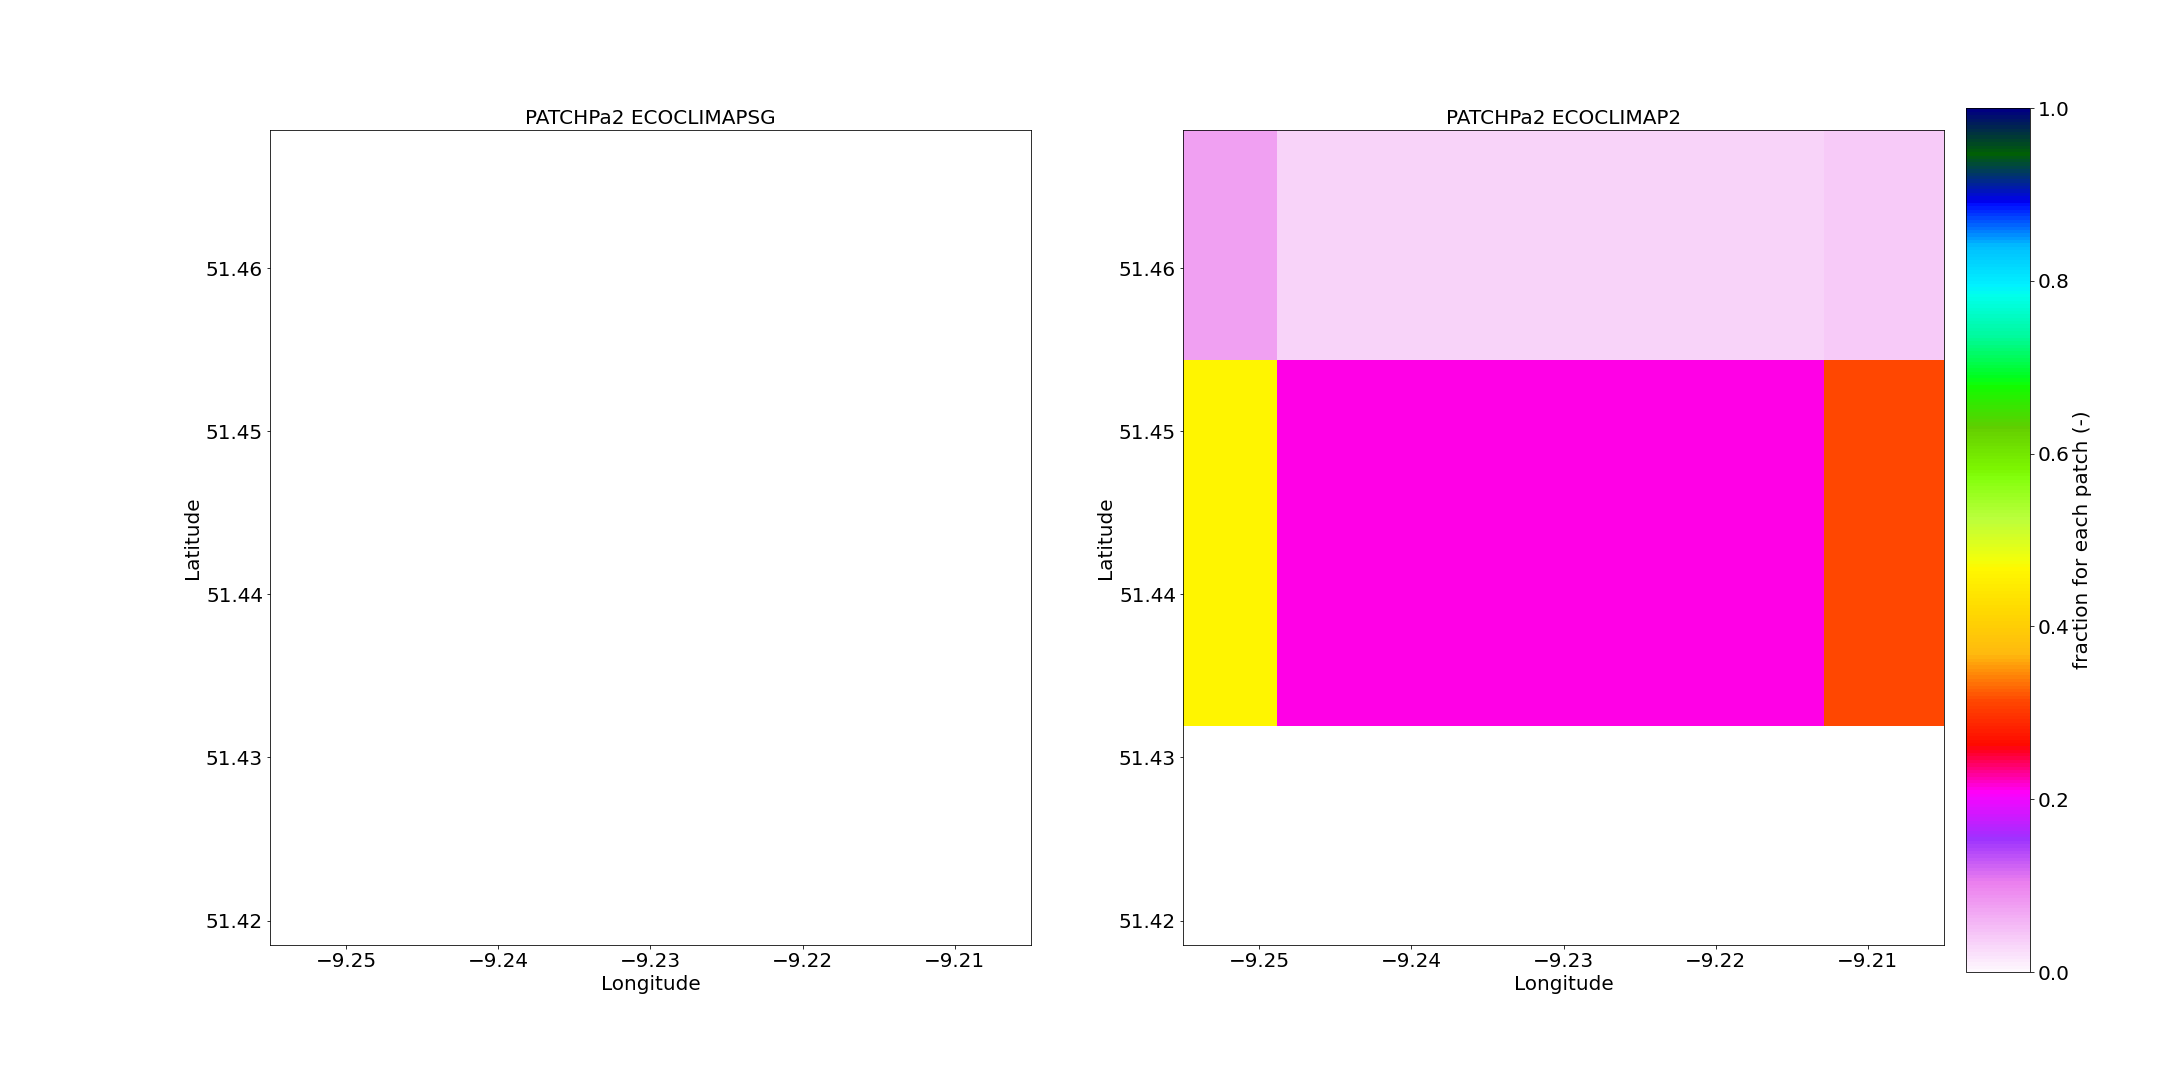 PATCHPa2 ECOCLIMAPSG
51.46
51.45
51.44
51.43
51.42
Latitude
−9.25 −9.24 −9.23 −9.22 −9.21
Longitude
PATCHPa2 ECOCLIMAP2
51.46
51.45
51.44
51.43
51.42
Latitude
−9.25 −9.24 −9.23 −9.22 −9.21
Longitude
1.0
0.8
0.6
0.4
0.2
0.0
fraction for each patch (-)